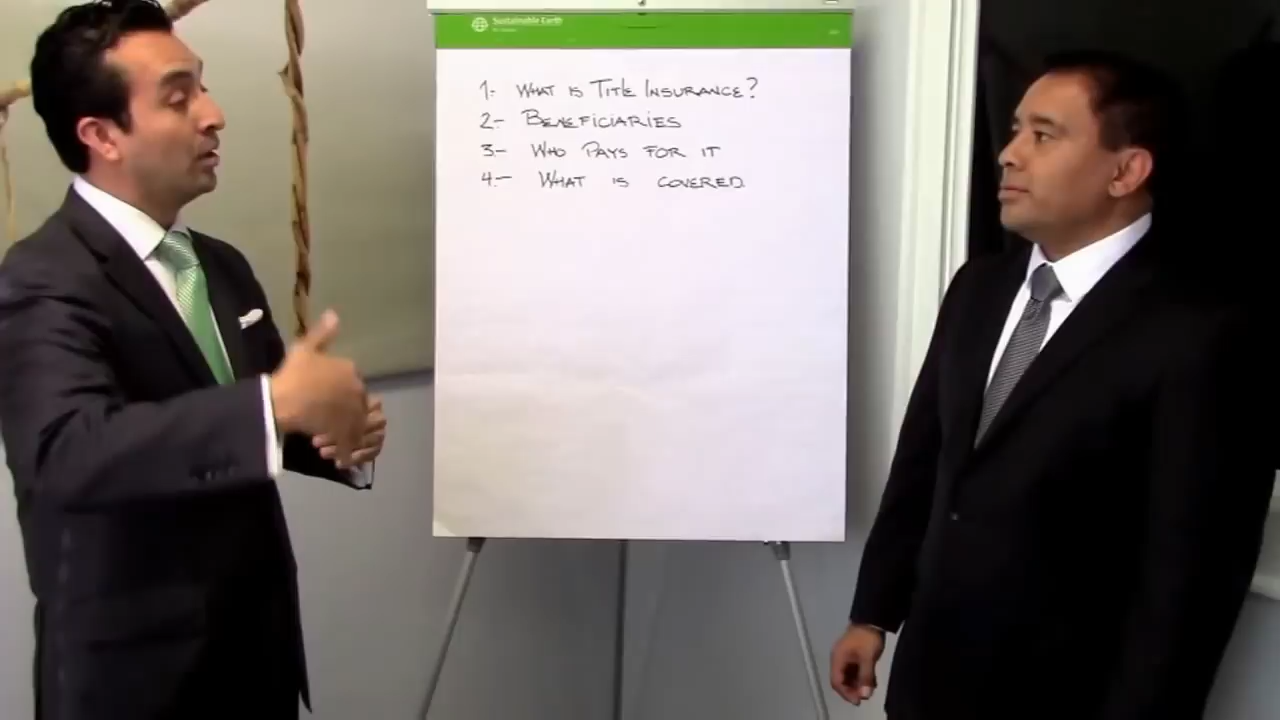 Sustainable Earth
1.- WHAT IS TITLE INSURANCE?
2.- BENEFICIARIES
3.- WHO PAYS FOR IT
4.- WHAT IS COVERED.